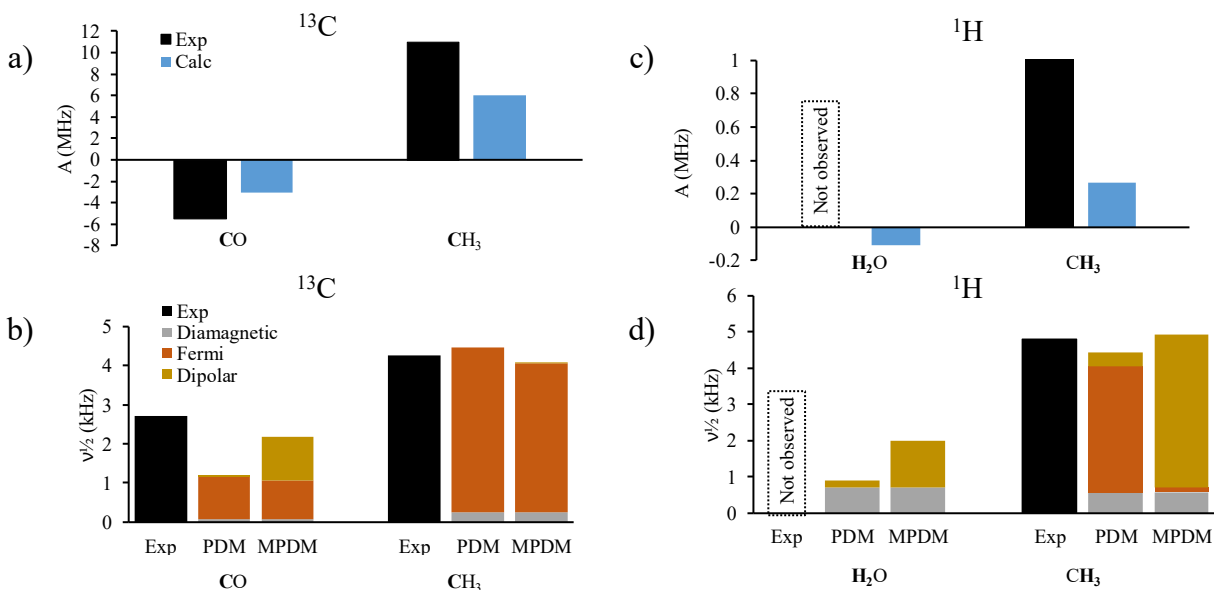 a)
¹³C
Exp
Calc
A (MHz)
12
10
8
6
4
2
0
-2
-4
-6
-8
CO
CH₃
c)
¹H
A (MHz)
1
0.8
0.6
0.4
0.2
0
-0.2
Not observed
H₂O
CH₃
b)
¹³C
Exp
Diamagnetic
Fermi
Dipolar
ν½ (kHz)
5
4
3
2
1
0
Exp PDM MPDM Exp PDM MPDM
CO CH₃
d)
¹H
ν½ (kHz)
6
5
4
3
2
1
0
Not observed
Exp PDM MPDM Exp PDM MPDM
H₂O CH₃